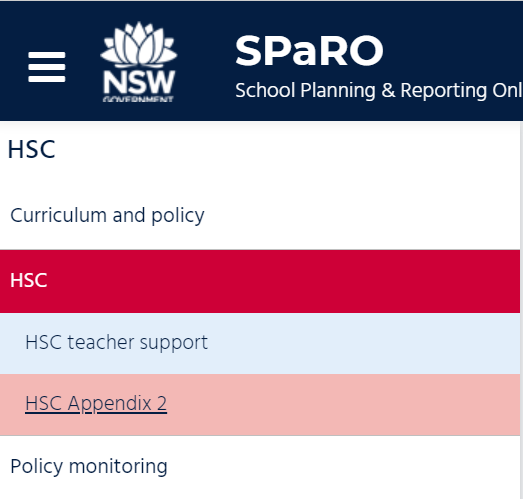 NSW
GOVERNMENT
SPaRO
School Planning & Reporting Onl
HSC
Curriculum and policy
HSC
HSC teacher support
HSC Appendix 2
Policy monitoring